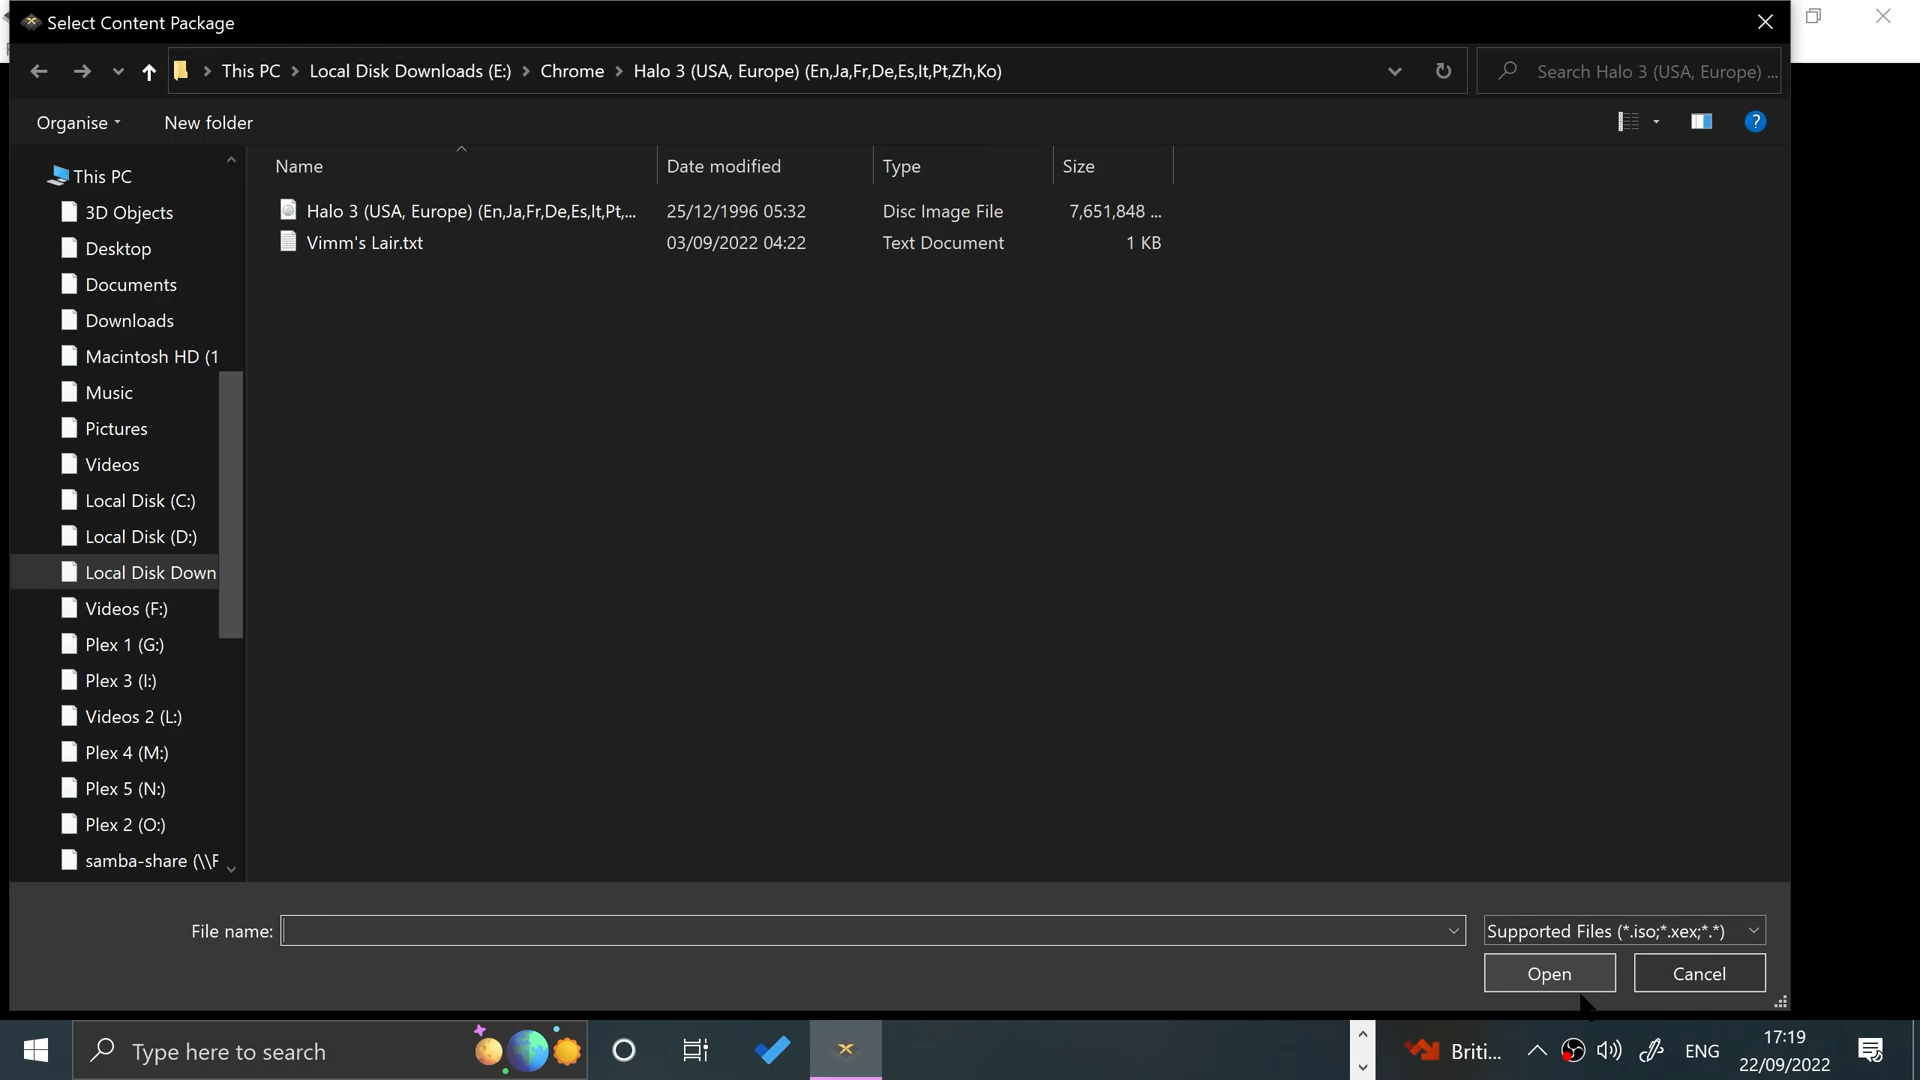 Select Content Package
This PC
Local Disk Downloads (E:)
Chrome
Halo 3 (USA, Europe) (En,Ja,Fr,De,Es,It,Pt,Zh,Ko)
Search Halo 3 (USA, Europe) ...
Organise
New folder
?
Name
Date modified
Type
Size
Halo 3 (USA, Europe) (En,Ja,Fr,De,Es,It,Pt,...
25/12/1996 05:32
Disc Image File
7,651,848 ...
Vimm's Lair.txt
03/09/2022 04:22
Text Document
1 KB
This PC
3D Objects
Desktop
Documents
Downloads
Macintosh HD (1
Music
Pictures
Videos
Local Disk (C:)
Local Disk (D:)
Local Disk Down
Videos (F:)
Plex 1 (G:)
Plex 3 (I:)
Videos 2 (L:)
Plex 4 (M:)
Plex 5 (N:)
Plex 2 (O:)
samba-share (\\F
File name:
Supported Files (*.iso;*.xex;*.*)
Open
Cancel
Type here to search
Briti...
ENG
17:19
22/09/2022